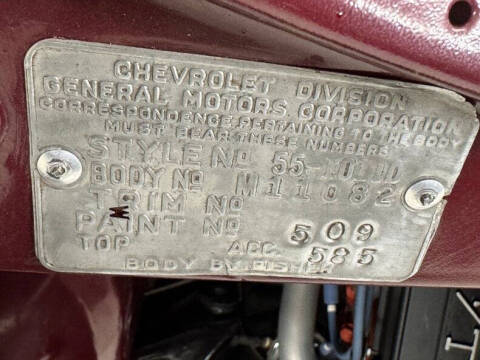 CHEVROLET DIVISION
GENERAL MOTORS CORPORATION
CORRESPONDENCE PERTAINING TO THE BODY
MUST BEAR THESE NUMBERS
STYLE NO 55-
BODY NO M11082
TRIM NO 509
PAINT NO 585
TOP ACC.
BODY BY FISHER